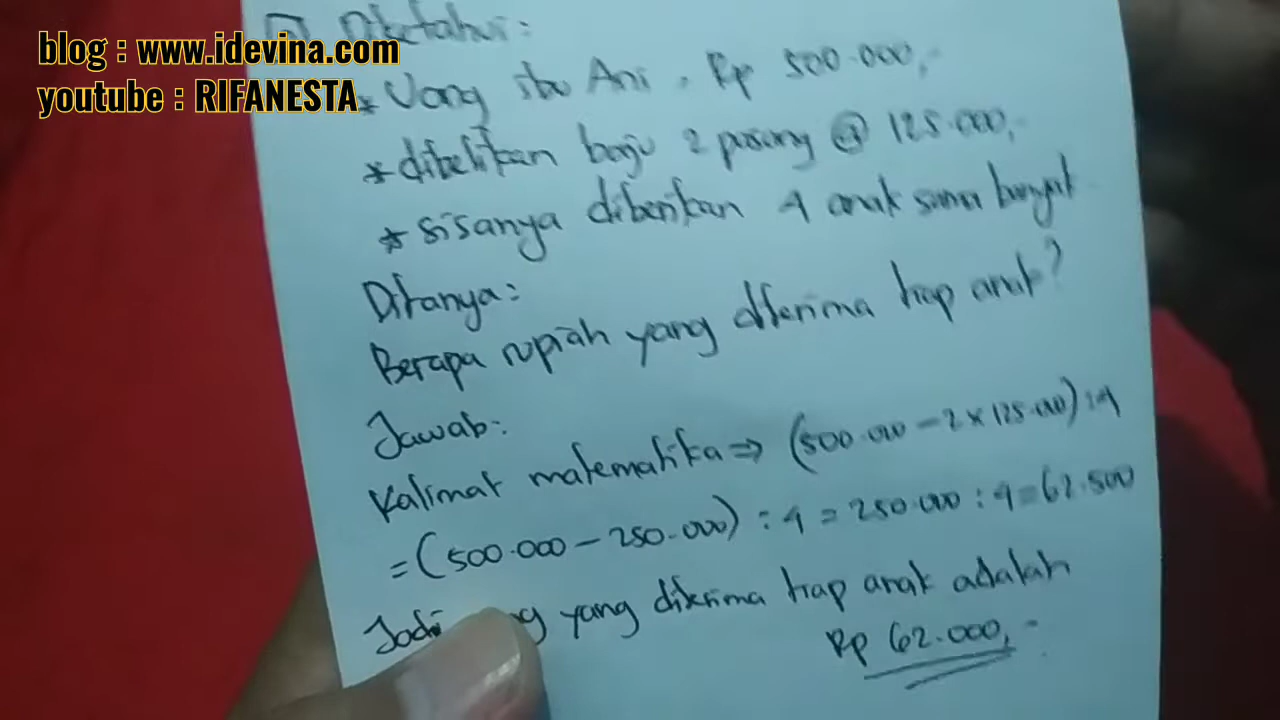 blog : www.idevina.com
youtube : RIFANESTA
Diketahui:
* Uang ibu Ani. Rp 500.000,-
* dibelikan baju 2 pasang @ 125.000,-
* sisanya diberikan 4 anak sama banyak
Ditanya:
Berapa rupiah yang diterima tiap anak?
Jawab:
Kalimat matematika ⇒ (500.000 - 2 x 125.000) : 4
= (500.000 - 250.000) : 4 = 250.000 : 4 = 62.500
Jadi yang diterima tiap anak adalah
Rp 62.000,-